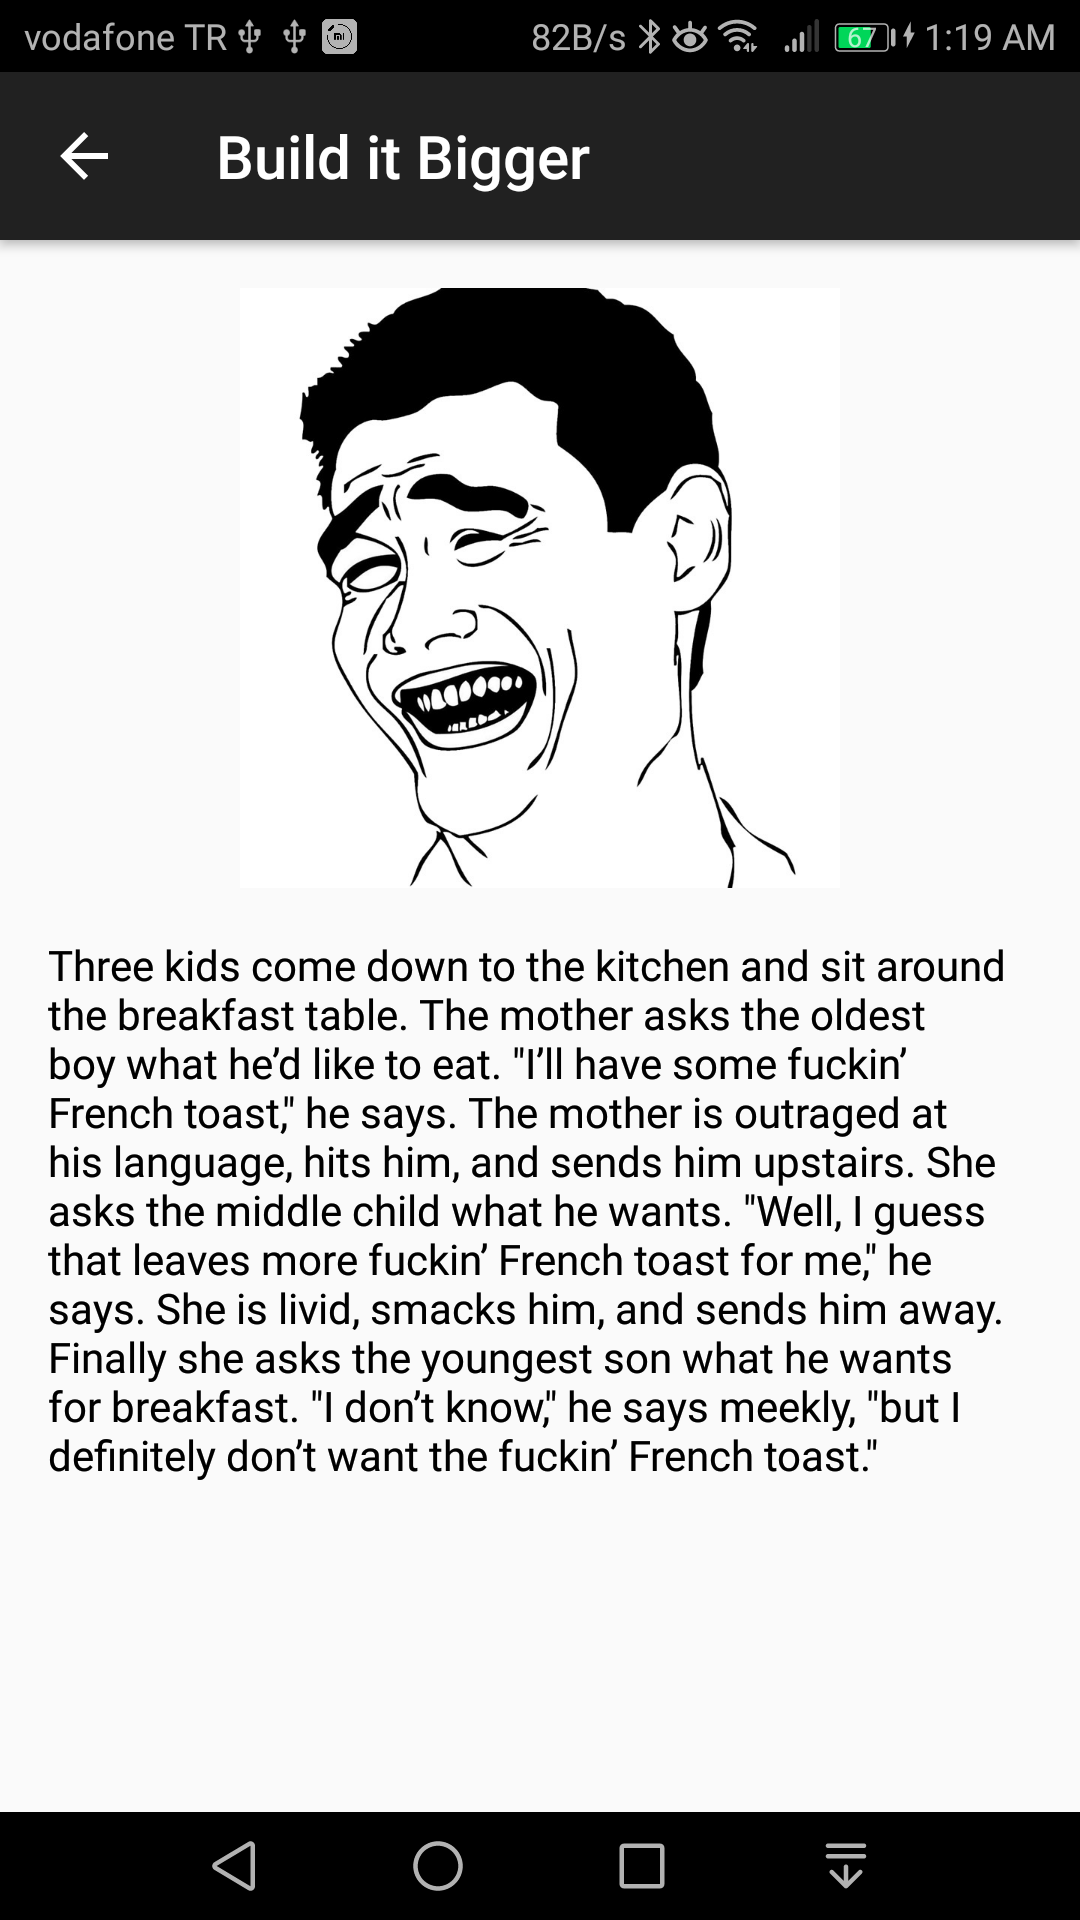 vodafone TR 82B/s 67 1:19 AM
Build it Bigger
Three kids come down to the kitchen and sit around
the breakfast table. The mother asks the oldest
boy what he’d like to eat. "I’ll have some fuckin’
French toast," he says. The mother is outraged at
his language, hits him, and sends him upstairs. She
asks the middle child what he wants. "Well, I guess
that leaves more fuckin’ French toast for me," he
says. She is livid, smacks him, and sends him away.
Finally she asks the youngest son what he wants
for breakfast. "I don’t know," he says meekly, "but I
definitely don’t want the fuckin’ French toast."